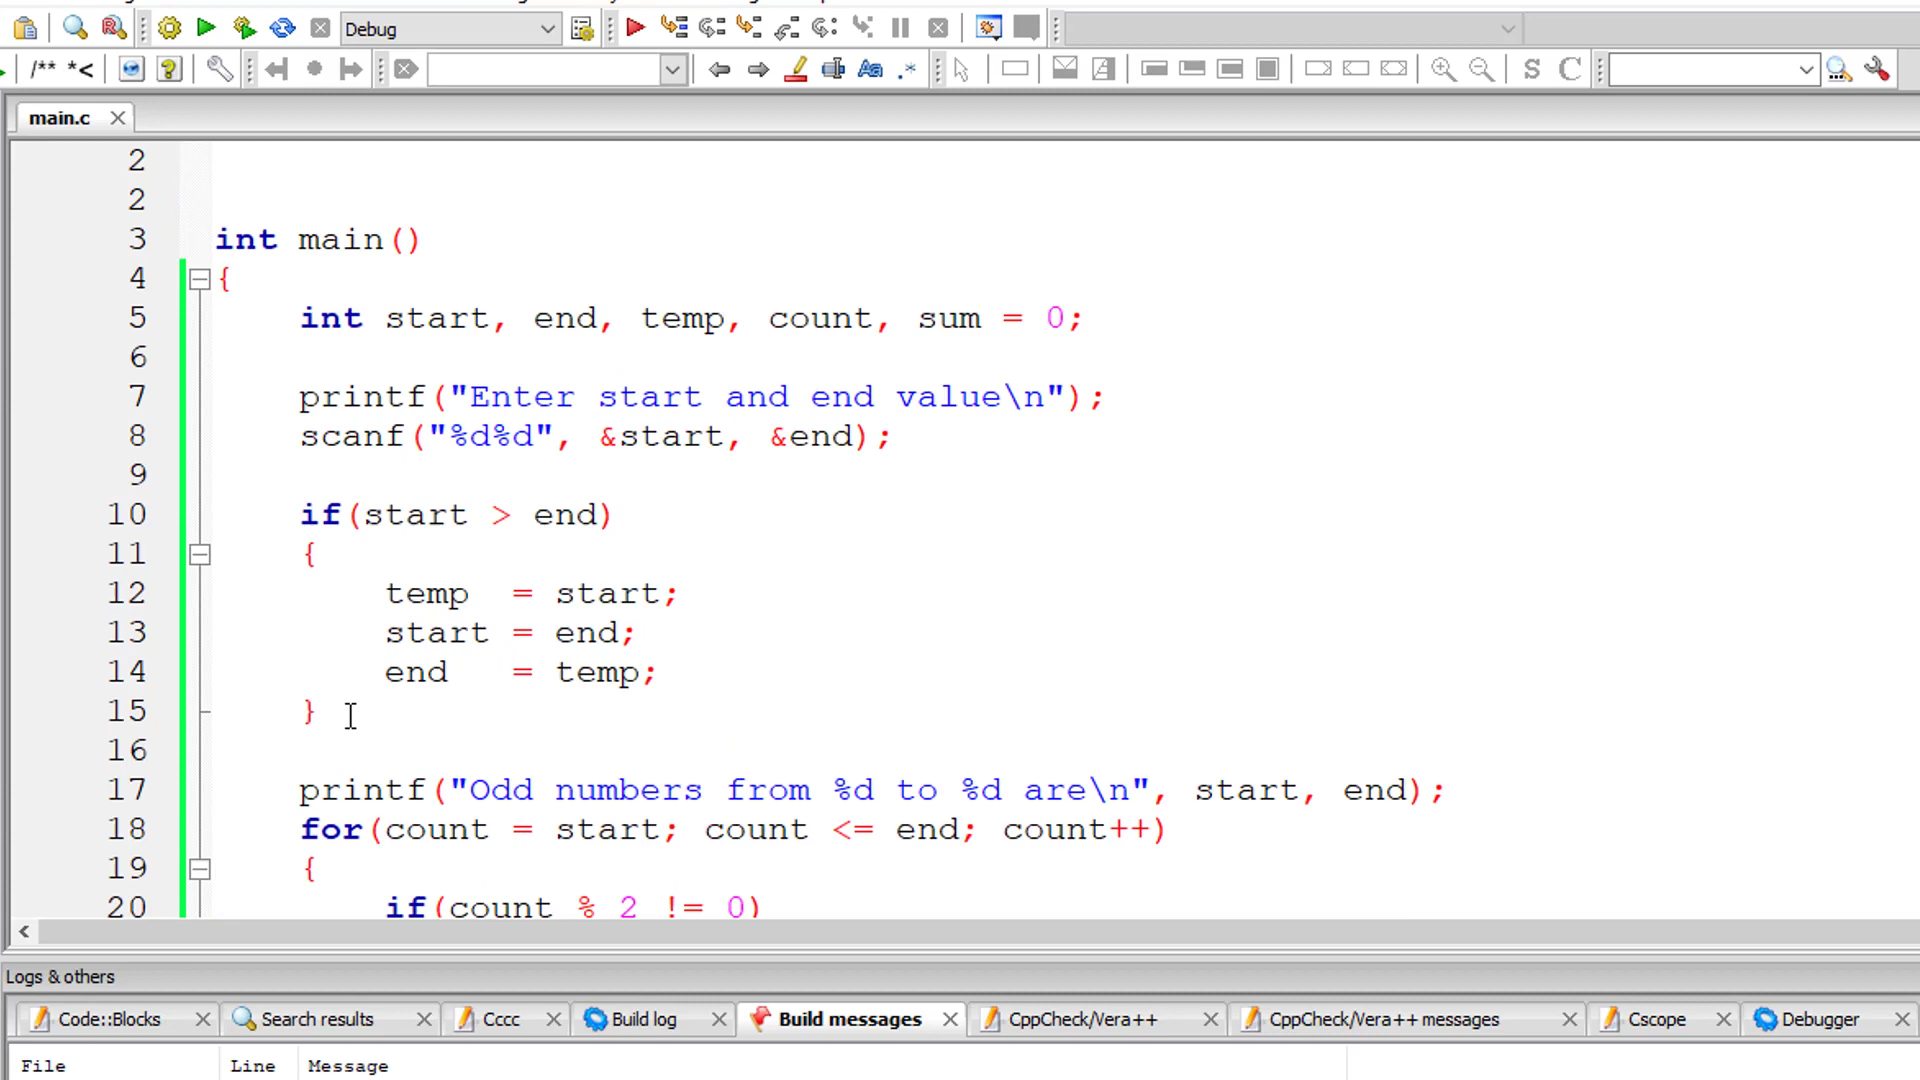 Debug
/** *<
S C
main.c
2
2
3 int main()
4 {
5 int start, end, temp, count, sum = 0;
6
7 printf("Enter start and end value\n");
8 scanf("%d%d", &start, &end);
9
10 if(start > end)
11 {
12 temp  = start;
13 start = end;
14 end   = temp;
15 }
16
17 printf("Odd numbers from %d to %d are\n", start, end);
18 for(count = start; count <= end; count++)
19 {
20 if(count % 2 != 0)
Logs & others
Code::Blocks Search results Cccc Build log Build messages CppCheck/Vera++ CppCheck/Vera++ messages Cscope Debugger
File Line Message